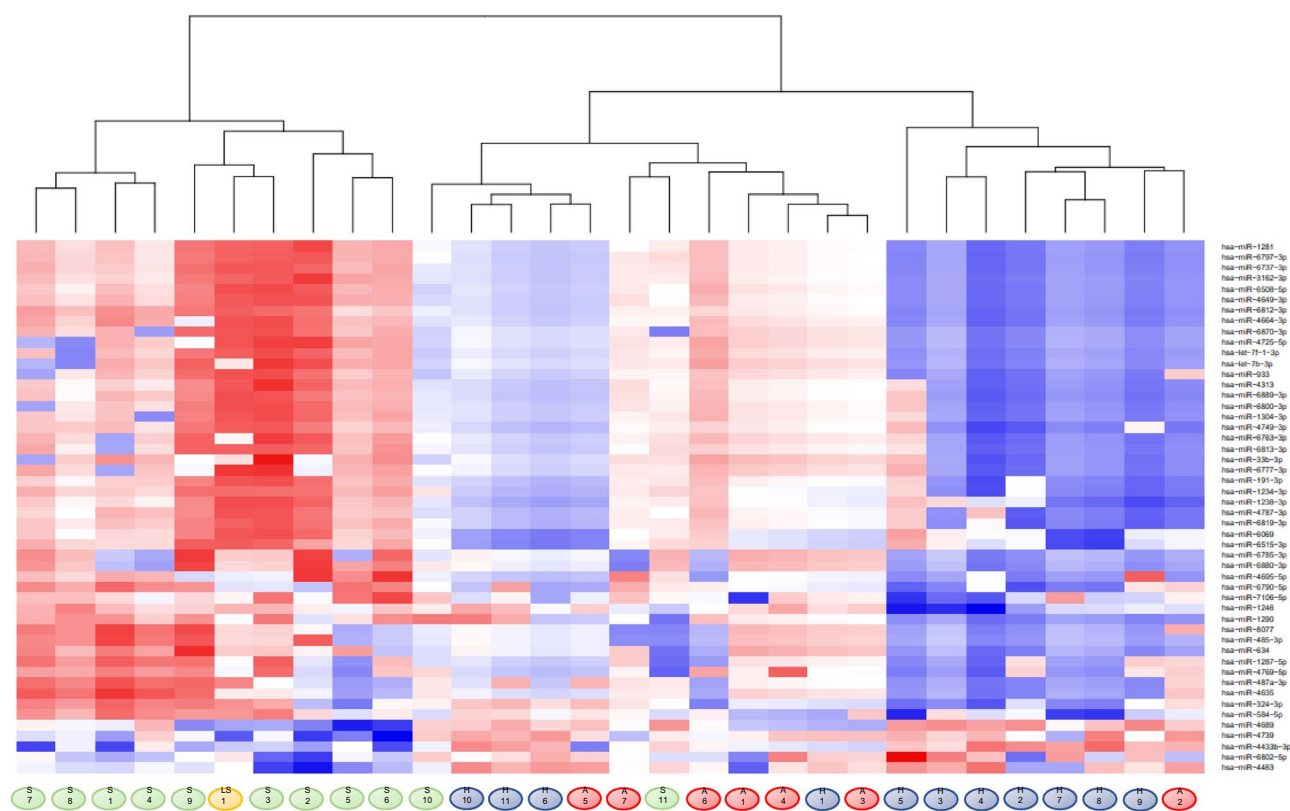 hsa-miR-1281
hsa-miR-6797-3p
hsa-miR-6737-3p
hsa-miR-3162-3p
hsa-miR-6508-5p
hsa-miR-4649-3p
hsa-miR-6812-3p
hsa-miR-4664-3p
hsa-miR-6870-3p
hsa-miR-4725-5p
hsa-let-7f-1-3p
hsa-let-7b-3p
hsa-miR-933
hsa-miR-4313
hsa-miR-6889-3p
hsa-miR-6800-3p
hsa-miR-1304-3p
hsa-miR-4749-3p
hsa-miR-6763-3p
hsa-miR-6813-3p
hsa-miR-33b-3p
hsa-miR-6777-3p
hsa-miR-191-3p
hsa-miR-1234-3p
hsa-miR-1238-3p
hsa-miR-4787-3p
hsa-miR-6819-3p
hsa-miR-6069
hsa-miR-6515-3p
hsa-miR-6785-3p
hsa-miR-6880-3p
hsa-miR-4695-5p
hsa-miR-6790-5p
hsa-miR-7106-5p
hsa-miR-1246
hsa-miR-1290
hsa-miR-8077
hsa-miR-485-3p
hsa-miR-634
hsa-miR-1287-5p
hsa-miR-4769-5p
hsa-miR-487a-3p
hsa-miR-4635
hsa-miR-324-3p
hsa-miR-584-5p
hsa-miR-4689
hsa-miR-4739
hsa-miR-4433b-3p
hsa-miR-6802-5p
hsa-miR-4463
S S S S S LS S S S S S H H H A A S A A A H A H H H H H H H A
7 8 1 4 9 1 3 2 5 6 10 10 11 6 5 7 11 6 1 4 1 3 5 3 4 2 7 8 9 2